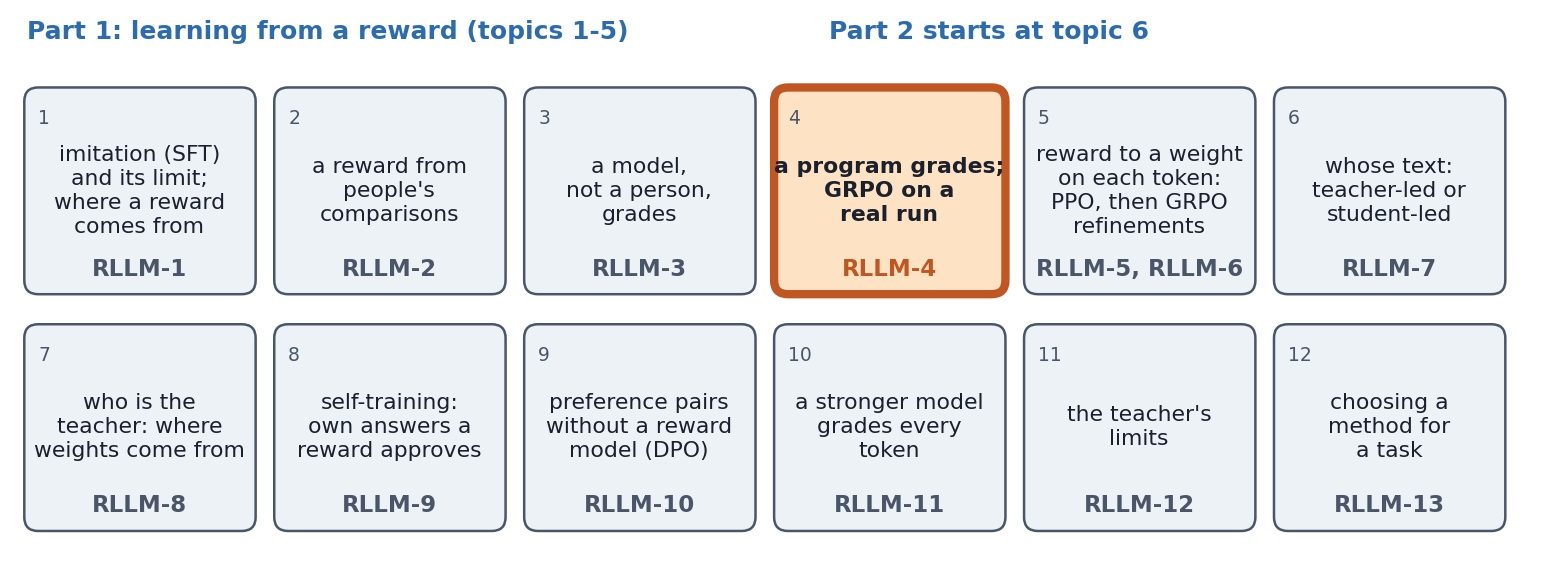 Part 1: learning from a reward (topics 1-5)
Part 2 starts at topic 6
1
imitation (SFT)
and its limit;
where a reward
comes from
RLLM-1
2
a reward from
people's
comparisons
RLLM-2
3
a model,
not a person,
grades
RLLM-3
4
a program grades;
GRPO on a
real run
RLLM-4
5
reward to a weight
on each token:
PPO, then GRPO
refinements
RLLM-5, RLLM-6
6
whose text:
teacher-led or
student-led
RLLM-7
7
who is the
teacher: where
weights come from
RLLM-8
8
self-training:
own answers a
reward approves
RLLM-9
9
preference pairs
without a reward
model (DPO)
RLLM-10
10
a stronger model
grades every
token
RLLM-11
11
the teacher's
limits
RLLM-12
12
choosing a
method for
a task
RLLM-13